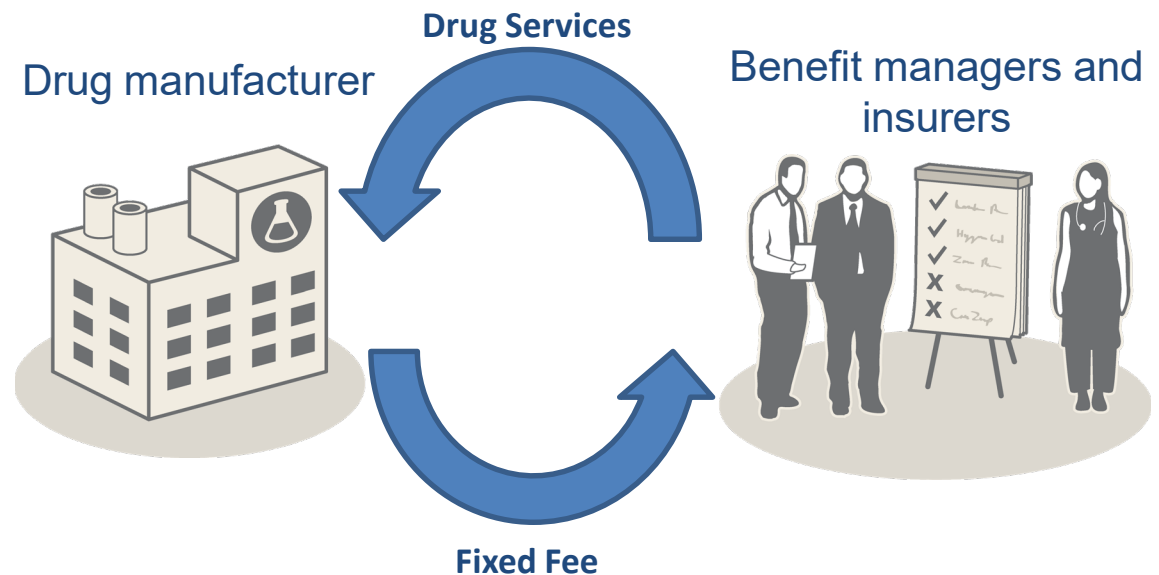 Drug Services
Drug manufacturer
Benefit managers and
insurers
Fixed Fee